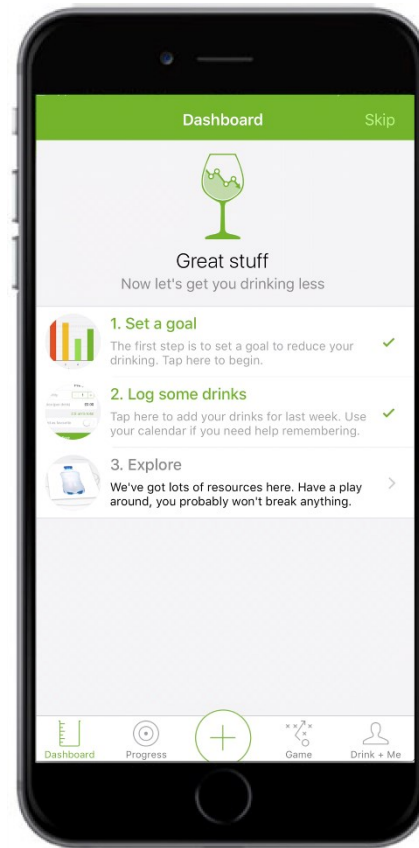 Dashboard
Skip
Great stuff
Now let's get you drinking less
1. Set a goal
The first step is to set a goal to reduce your
drinking. Tap here to begin.
2. Log some drinks
Tap here to add your drinks for last week. Use
your calendar if you need help remembering.
3. Explore
We've got lots of resources here. Have a play
around, you probably won't break anything.
Dashboard
Progress
Game
Drink + Me